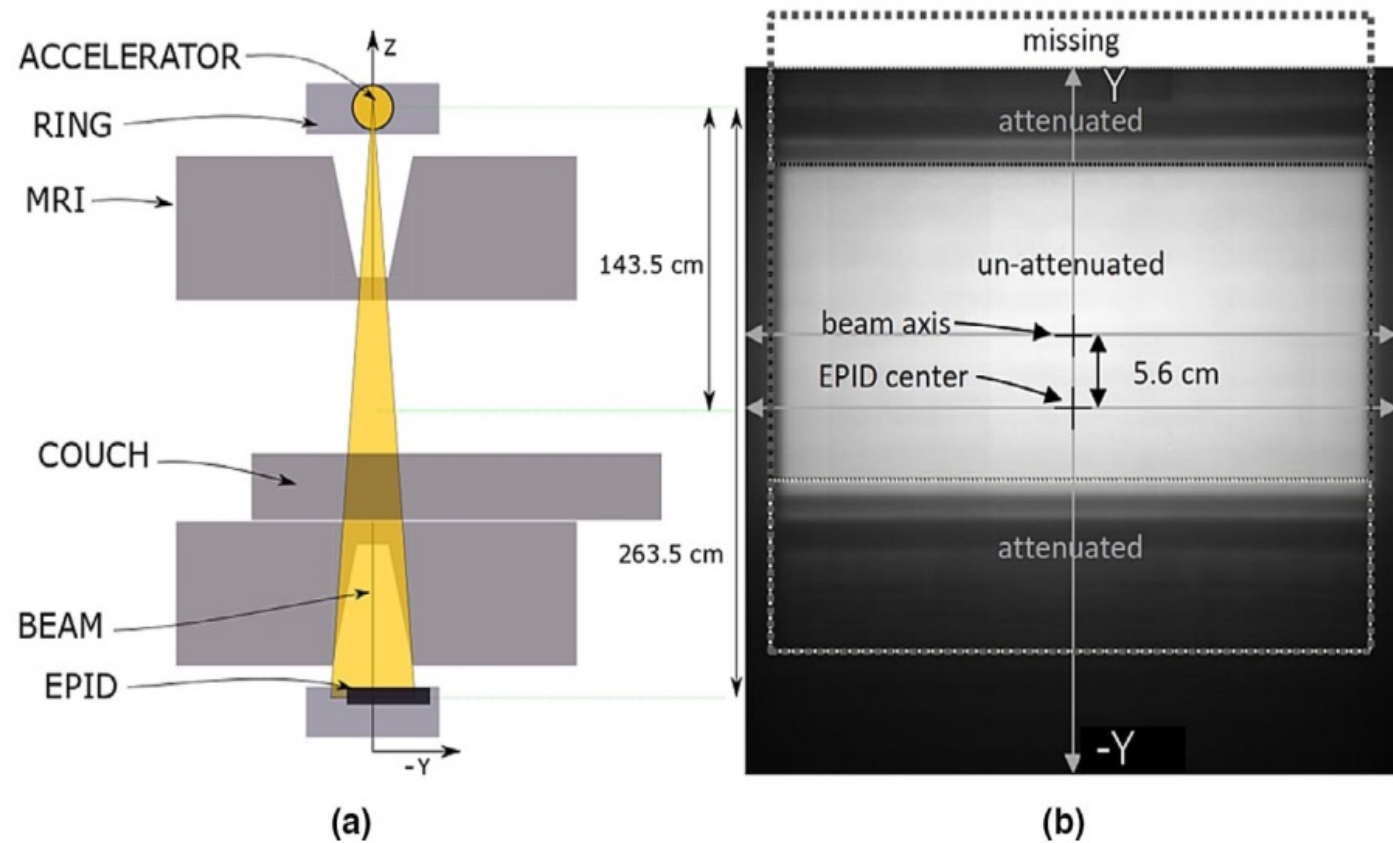 ACCELERATOR
Z
RING
MRI
143.5 cm
COUCH
263.5 cm
BEAM
EPID
-Y
(a)
missing
Y
attenuated
un-attenuated
beam axis
EPID center
5.6 cm
attenuated
-Y
(b)